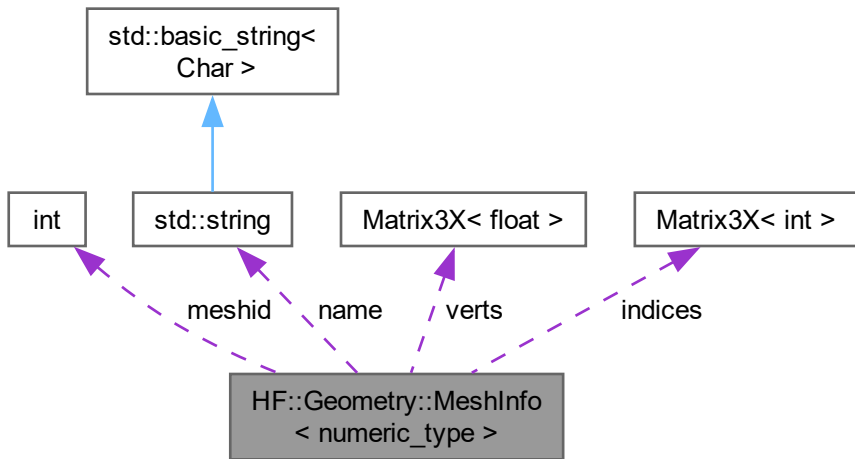 std::basic_string<
Char >
int
std::string
Matrix3X< float >
Matrix3X< int >
meshid
name
verts
indices
HF::Geometry::MeshInfo
< numeric_type >